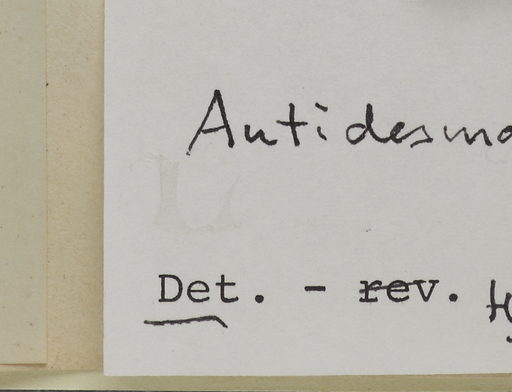 Antidesma
Det. - rev.